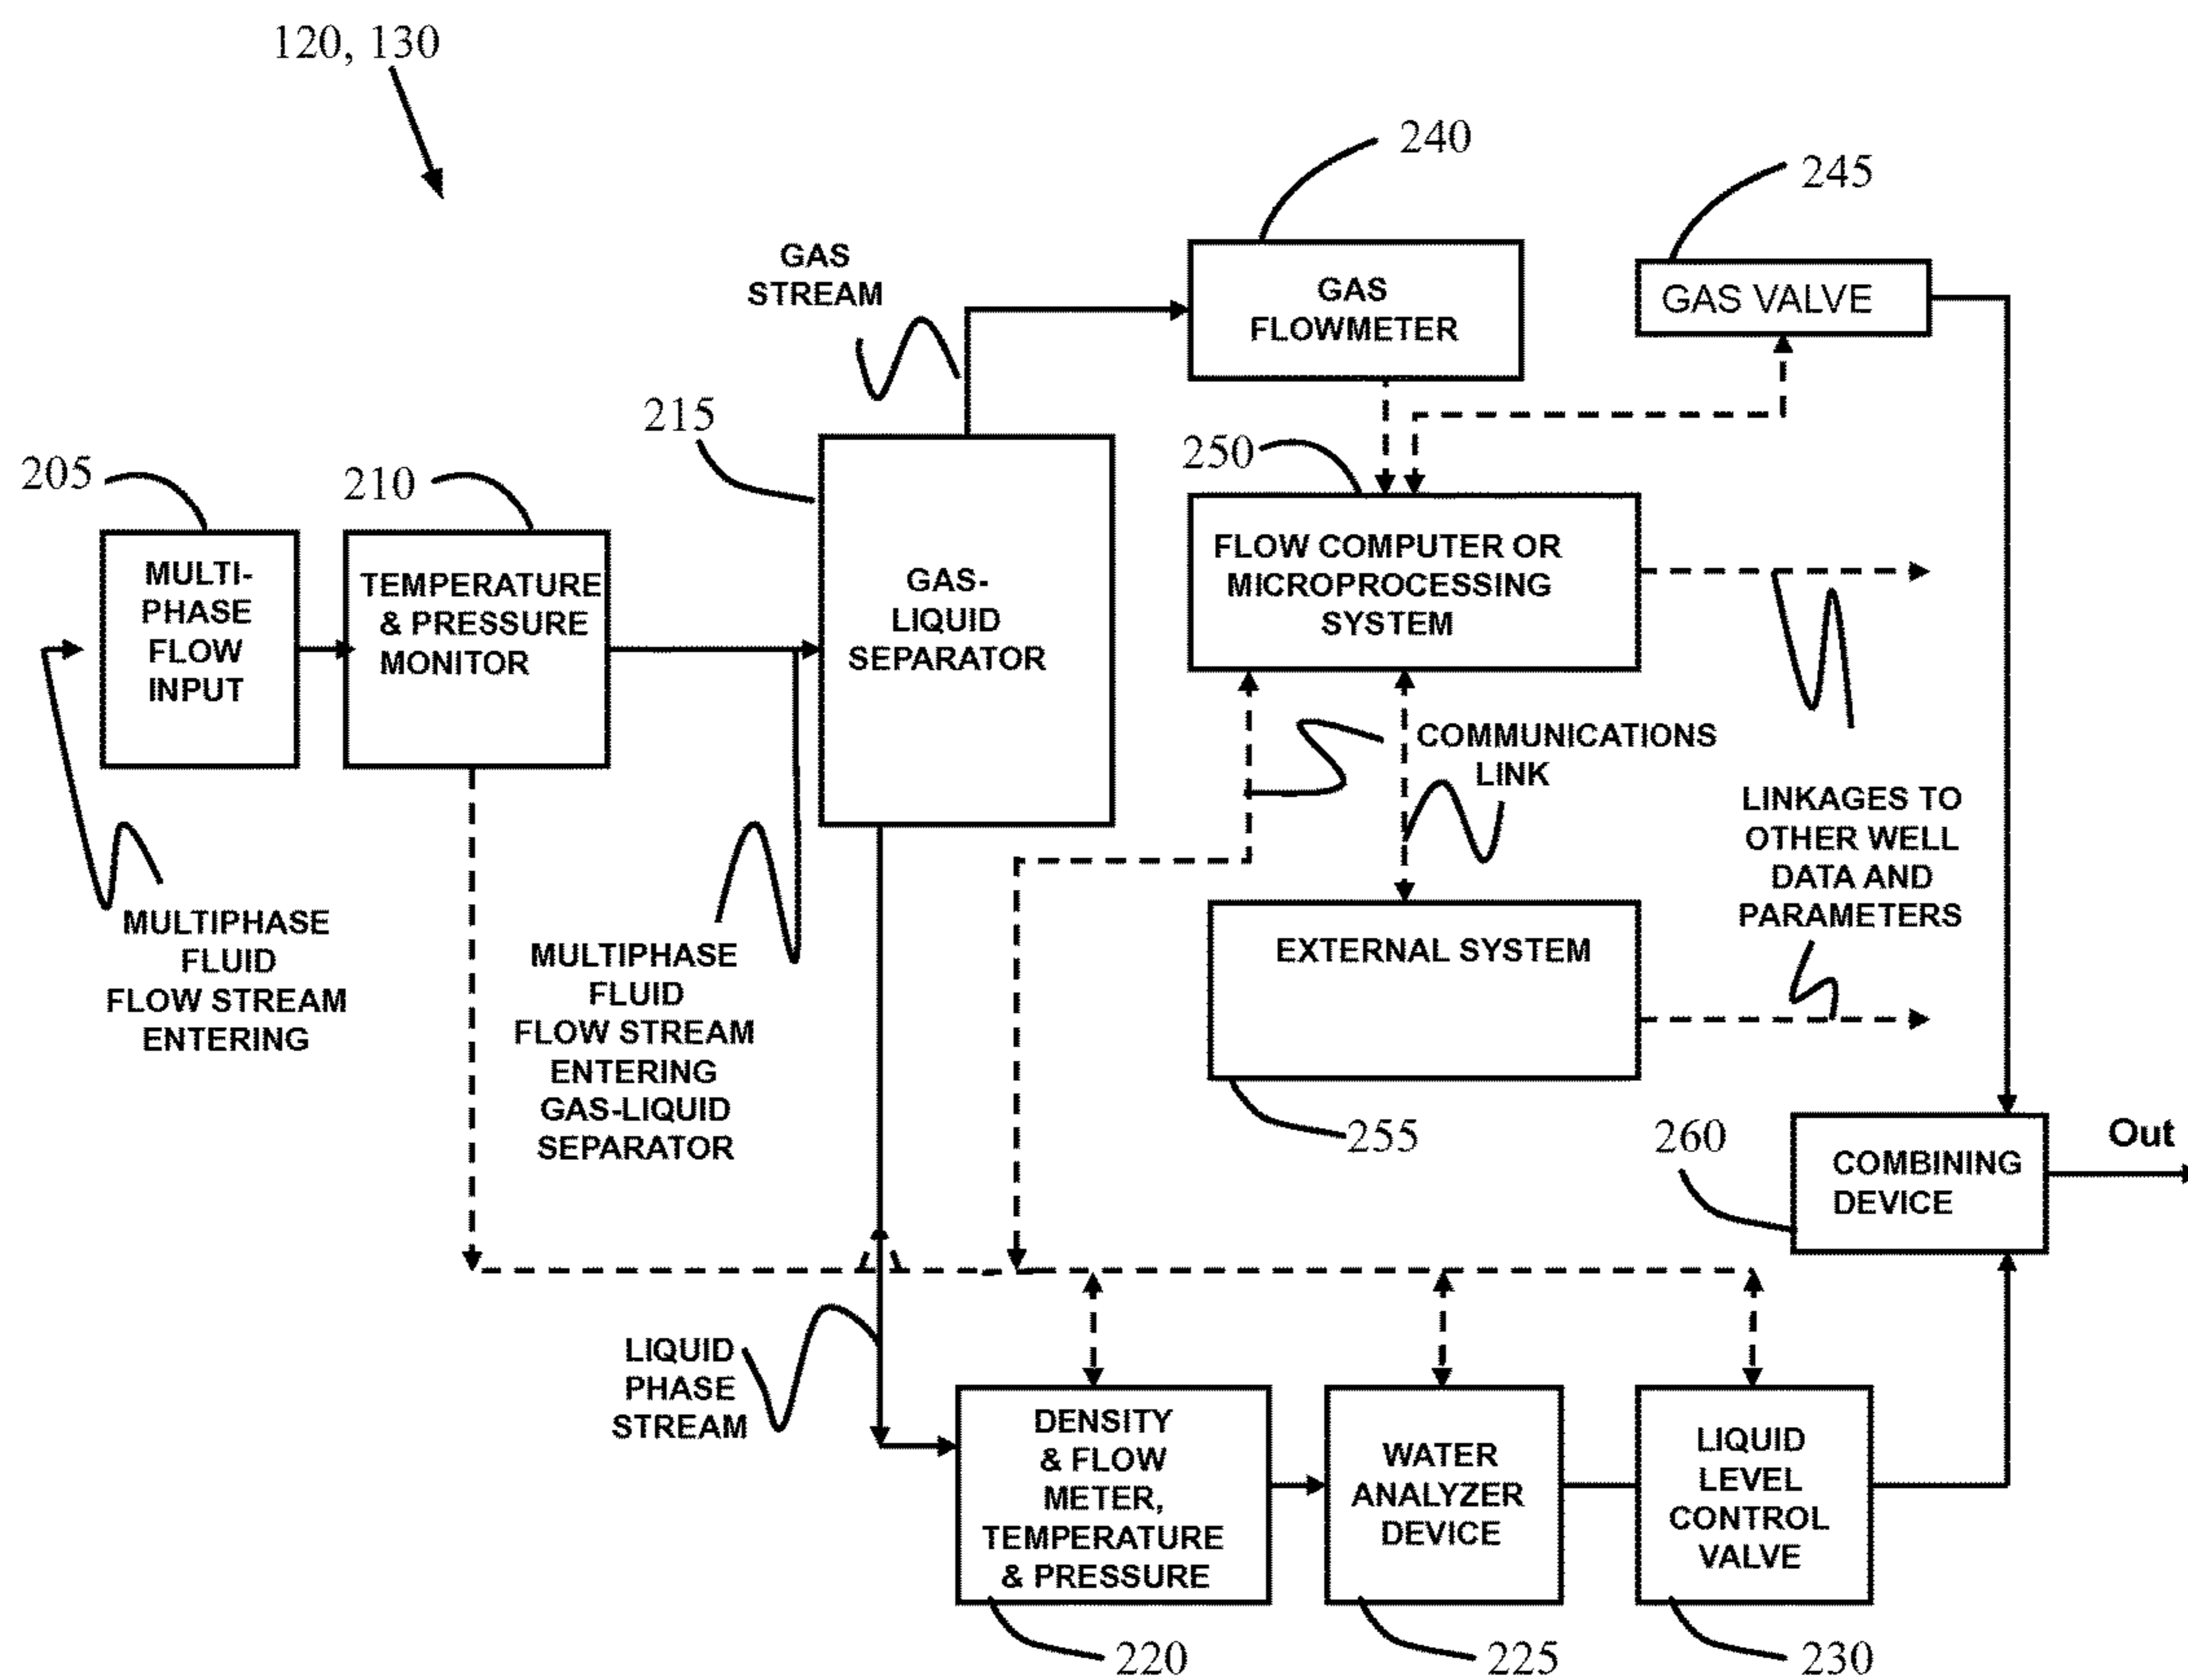 120, 130
240
245
GAS
STREAM
GAS
FLOWMETER
GAS VALVE
215
250
205
210
MULTI-
PHASE
FLOW
INPUT
TEMPERATURE
& PRESSURE
MONITOR
GAS-
LIQUID
SEPARATOR
FLOW COMPUTER OR
MICROPROCESSING
SYSTEM
COMMUNICATIONS
LINK
LINKAGES TO
OTHER WELL
DATA AND
PARAMETERS
MULTIPHASE
FLUID
FLOW STREAM
ENTERING
MULTIPHASE
FLUID
FLOW STREAM
ENTERING
GAS-LIQUID
SEPARATOR
EXTERNAL SYSTEM
255
260
Out
COMBINING
DEVICE
LIQUID
PHASE
STREAM
DENSITY
& FLOW
METER,
TEMPERATURE
& PRESSURE
WATER
ANALYZER
DEVICE
LIQUID
LEVEL
CONTROL
VALVE
220
225
230